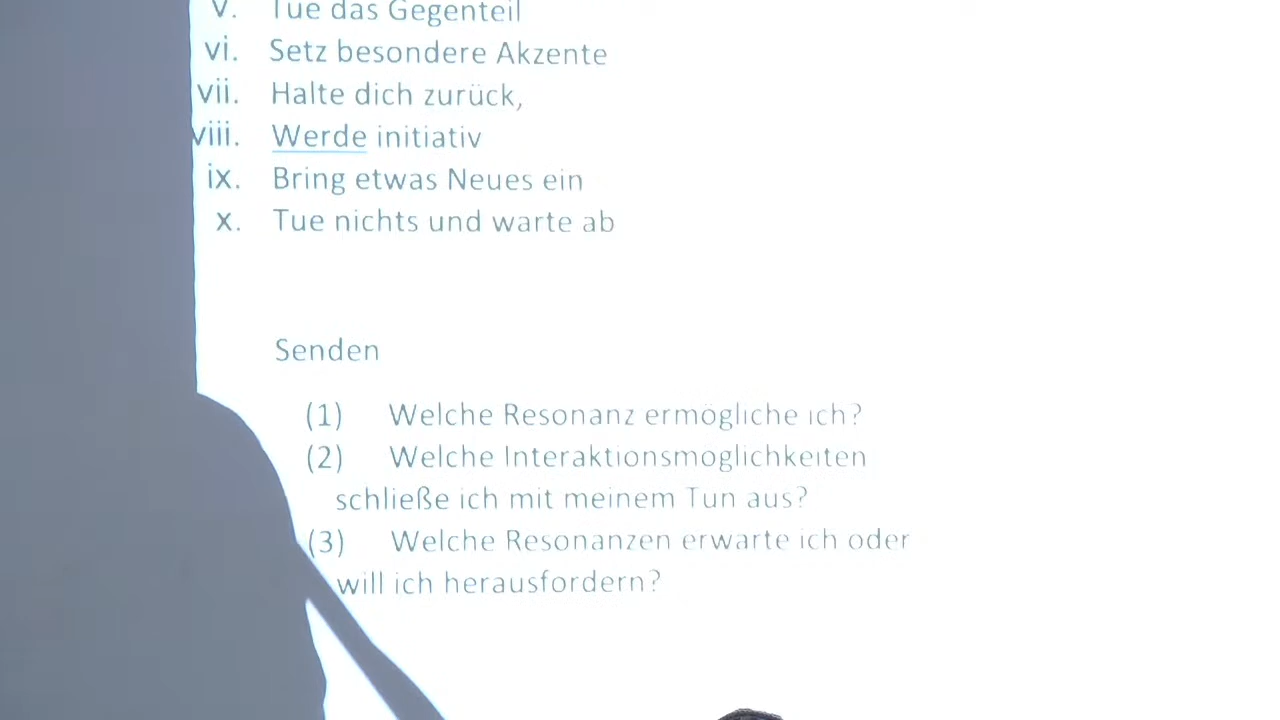 v. Tue das Gegenteil
vi. Setz besondere Akzente
vii. Halte dich zurück,
viii. Werde initiativ
ix. Bring etwas Neues ein
x. Tue nichts und warte ab
Senden
(1) Welche Resonanz ermögliche ich?
(2) Welche Interaktionsmöglichkeiten
schließe ich mit meinem Tun aus?
(3) Welche Resonanzen erwarte ich oder
will ich herausfordern?